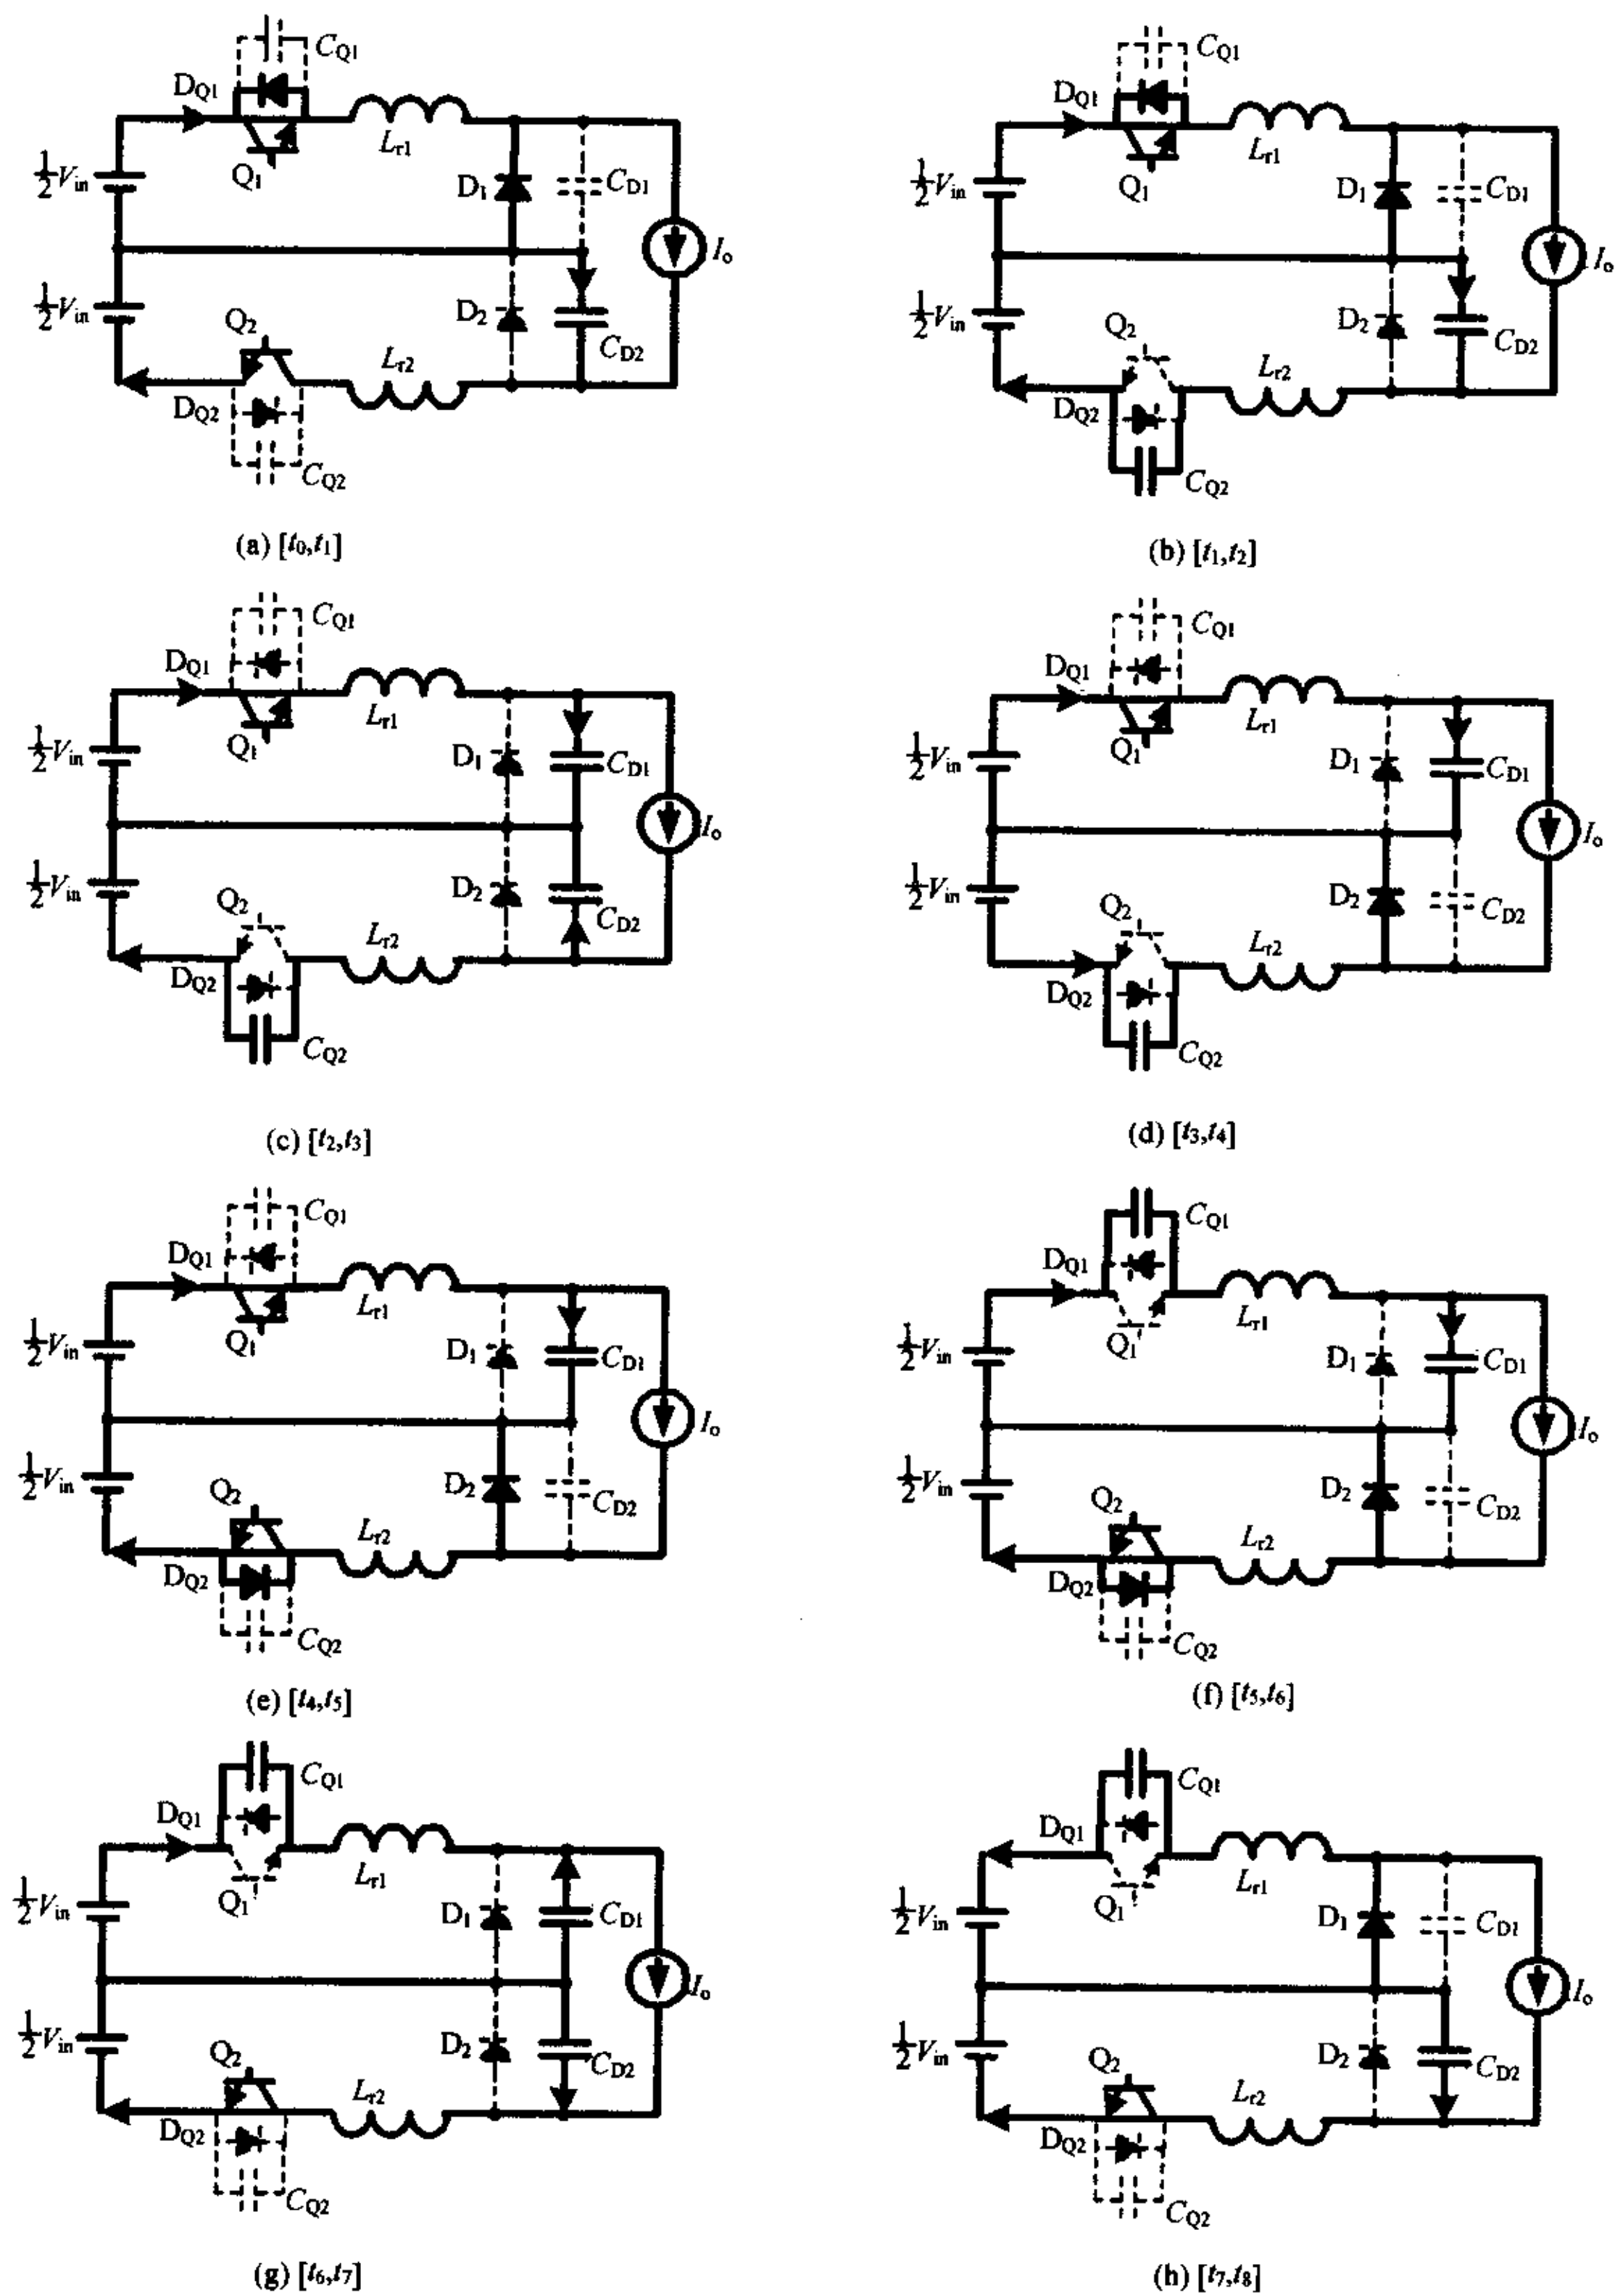 C_Q1
D_Q1
Q_1
L_r1
1/2 V_in
D_1
C_D1
I_o
1/2 V_in
Q_2
D_2
C_D2
L_r2
D_Q2
C_Q2
(a) [t_0,t_1]
C_Q1
D_Q1
Q_1
L_r1
1/2 V_in
D_1
C_D1
I_o
1/2 V_in
Q_2
D_2
C_D2
L_r2
D_Q2
C_Q2
(b) [t_1,t_2]
C_Q1
D_Q1
Q_1
L_r1
1/2 V_in
D_1
C_D1
I_o
1/2 V_in
Q_2
D_2
C_D2
L_r2
D_Q2
C_Q2
(c) [t_2,t_3]
C_Q1
D_Q1
Q_1
L_r1
1/2 V_in
D_1
C_D1
I_o
1/2 V_in
Q_2
D_2
C_D2
L_r2
D_Q2
C_Q2
(d) [t_3,t_4]
C_Q1
D_Q1
Q_1
L_r1
1/2 V_in
D_1
C_D1
I_o
1/2 V_in
Q_2
D_2
C_D2
L_r2
D_Q2
C_Q2
(e) [t_4,t_5]
C_Q1
D_Q1
Q_1
L_r1
1/2 V_in
D_1
C_D1
I_o
1/2 V_in
Q_2
D_2
C_D2
L_r2
D_Q2
C_Q2
(f) [t_5,t_6]
C_Q1
D_Q1
Q_1
L_r1
1/2 V_in
D_1
C_D1
I_o
1/2 V_in
Q_2
D_2
C_D2
L_r2
D_Q2
C_Q2
(g) [t_6,t_7]
C_Q1
D_Q1
Q_1
L_r1
1/2 V_in
D_1
C_D1
I_o
1/2 V_in
Q_2
D_2
C_D2
L_r2
D_Q2
C_Q2
(h) [t_7,t_8]